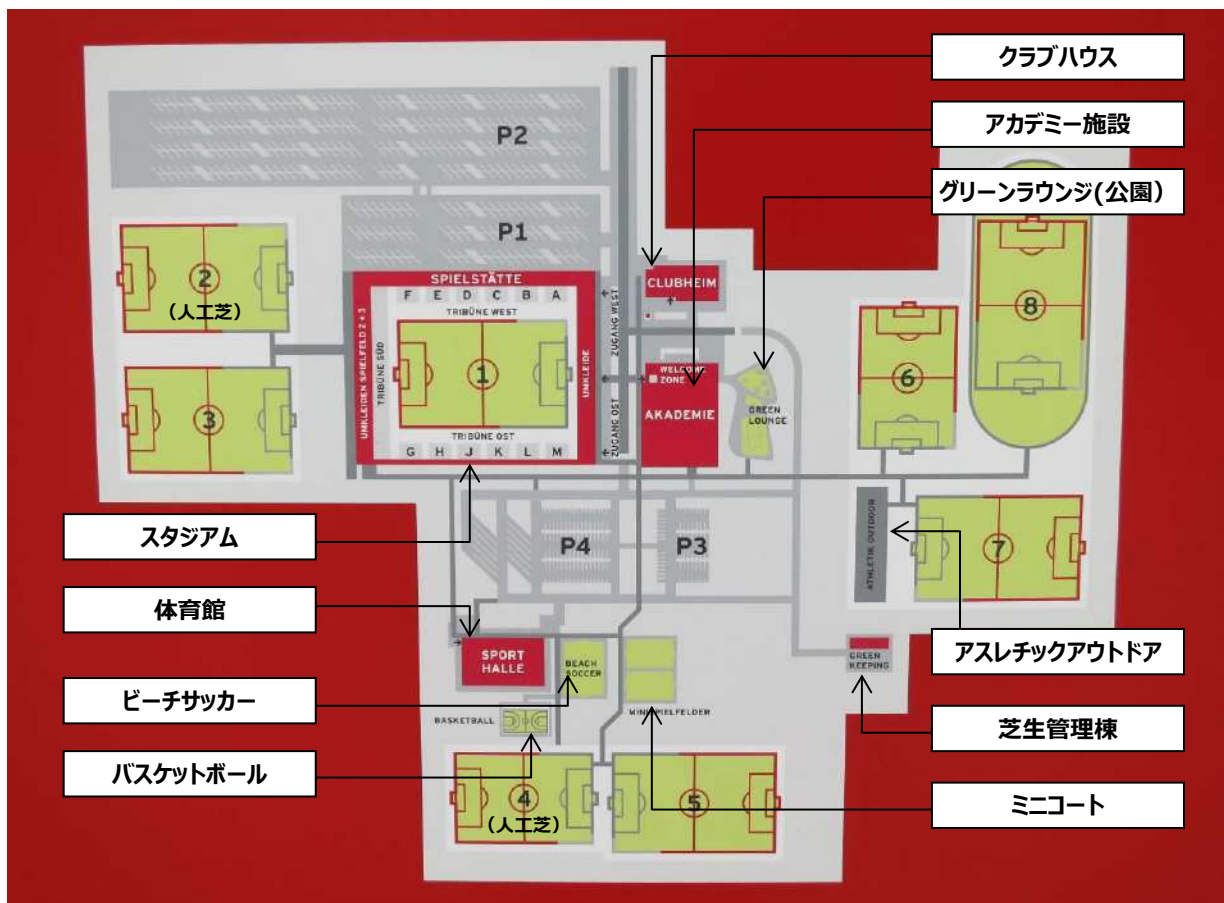 クラブハウス
アカデミー施設
グリーンラウンジ(公園）
P2
P1
2
(人工芝)
3
SPIELSTÄTTE
F E D C B A
TRIBÜNE WEST
UMKLEIDEN SPIELFELD 2 + 3
TRIBÜNE SÜD
1
UMKLEIDE
TRIBÜNE OST
G H J K L M
ZUGANG WEST
ZUGANG OST
CLUBHEIM
WELCOME
ZONE
AKADEMIE
GREEN
LOUNGE
8
6
7
ATHLETIK OUTDOOR
スタジアム
体育館
ビーチサッカー
バスケットボール
P4
P3
SPORT
HALLE
BEACH
SOCCER
BASKETBALL
MINISPIELFELDER
GREEN
KEEPING
4
(人工芝)
5
アスレチックアウトドア
芝生管理棟
ミニコート